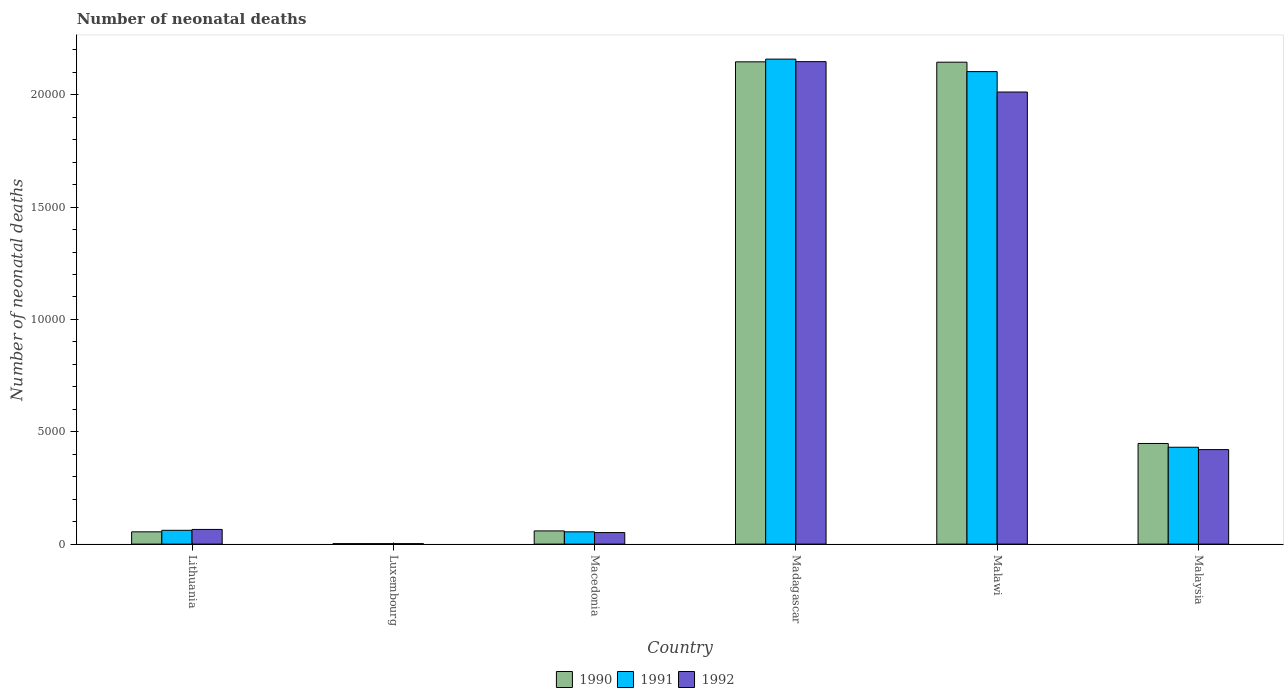 Number of neonatal deaths
Number of neonatal deaths
20000
15000
10000
5000
0
Lithuania
Luxembourg
Macedonia
Madagascar
Malawi
Malaysia
Country
1990
1991
1992